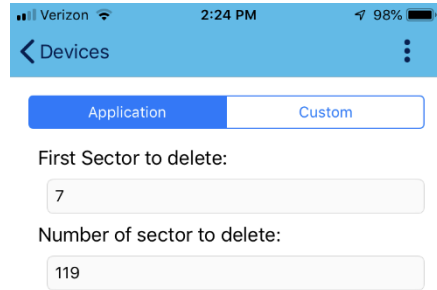 Verizon 2:24 PM 98%
Devices
Application Custom
First Sector to delete:
7
Number of sector to delete:
119